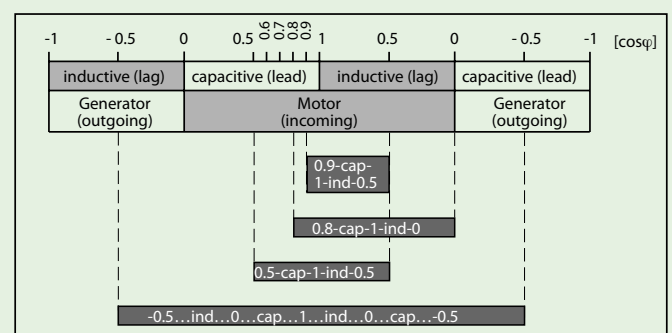 0.6 0.7 0.8 0.9
-1 -0.5 0 0.5 1 0.5 0 -0.5 -1 [cosφ]
inductive (lag) capacitive (lead) inductive (lag) capacitive (lead)
Generator Motor Generator
(outgoing) (incoming) (outgoing)
0.9-cap-
1-ind-0.5
0.8-cap-1-ind-0
0.5-cap-1-ind-0.5
-0.5...ind...0...cap...1...ind...0...cap...-0.5